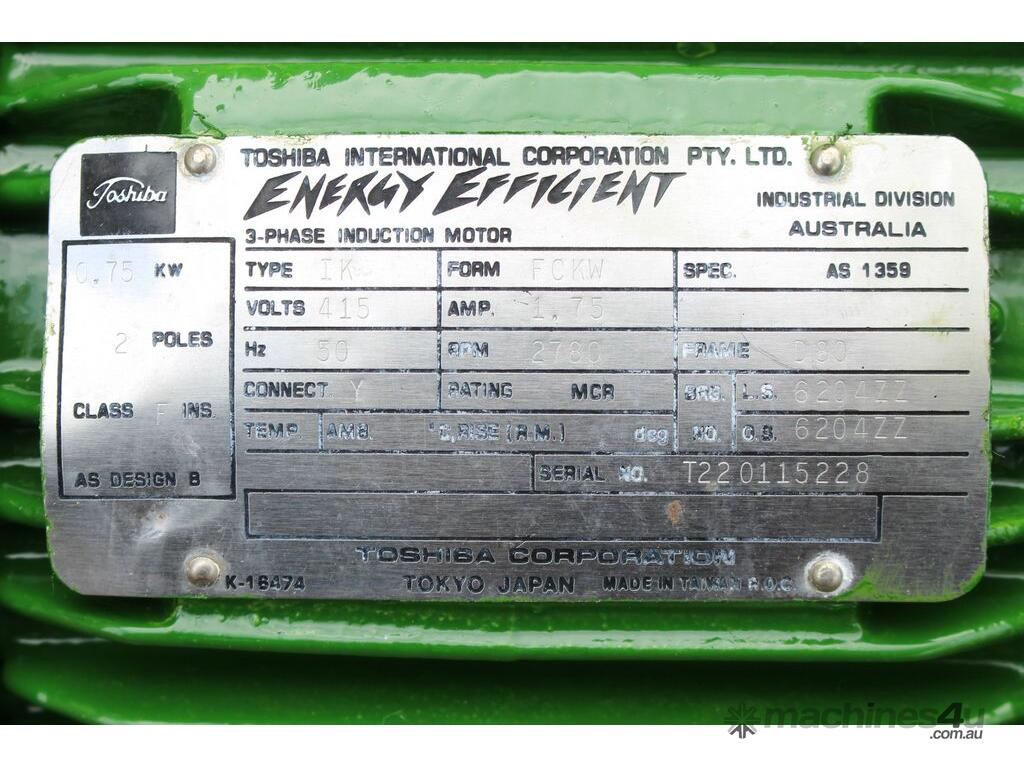 Toshiba
TOSHIBA INTERNATIONAL CORPORATION PTY. LTD.
ENERGY EFFICIENT
INDUSTRIAL DIVISION
AUSTRALIA
3-PHASE INDUCTION MOTOR
0.75 KW
2 POLES
CLASS F INS.
AS DESIGN B
TYPE IK FORM FCKW SPEC. AS 1359
VOLTS 415 AMP. 1.75
Hz 50 RPM 2780 FRAME D80
CONNECT Y RATING MCR BRG. L.S. 6204ZZ
TEMP. AMB. °C, RISE (R.M.) deg NO. O.S. 6204ZZ
SERIAL NO. T220115228
TOSHIBA CORPORATION
K-16474 TOKYO JAPAN MADE IN TAIWAN R.O.C.
machines4u
.com.au